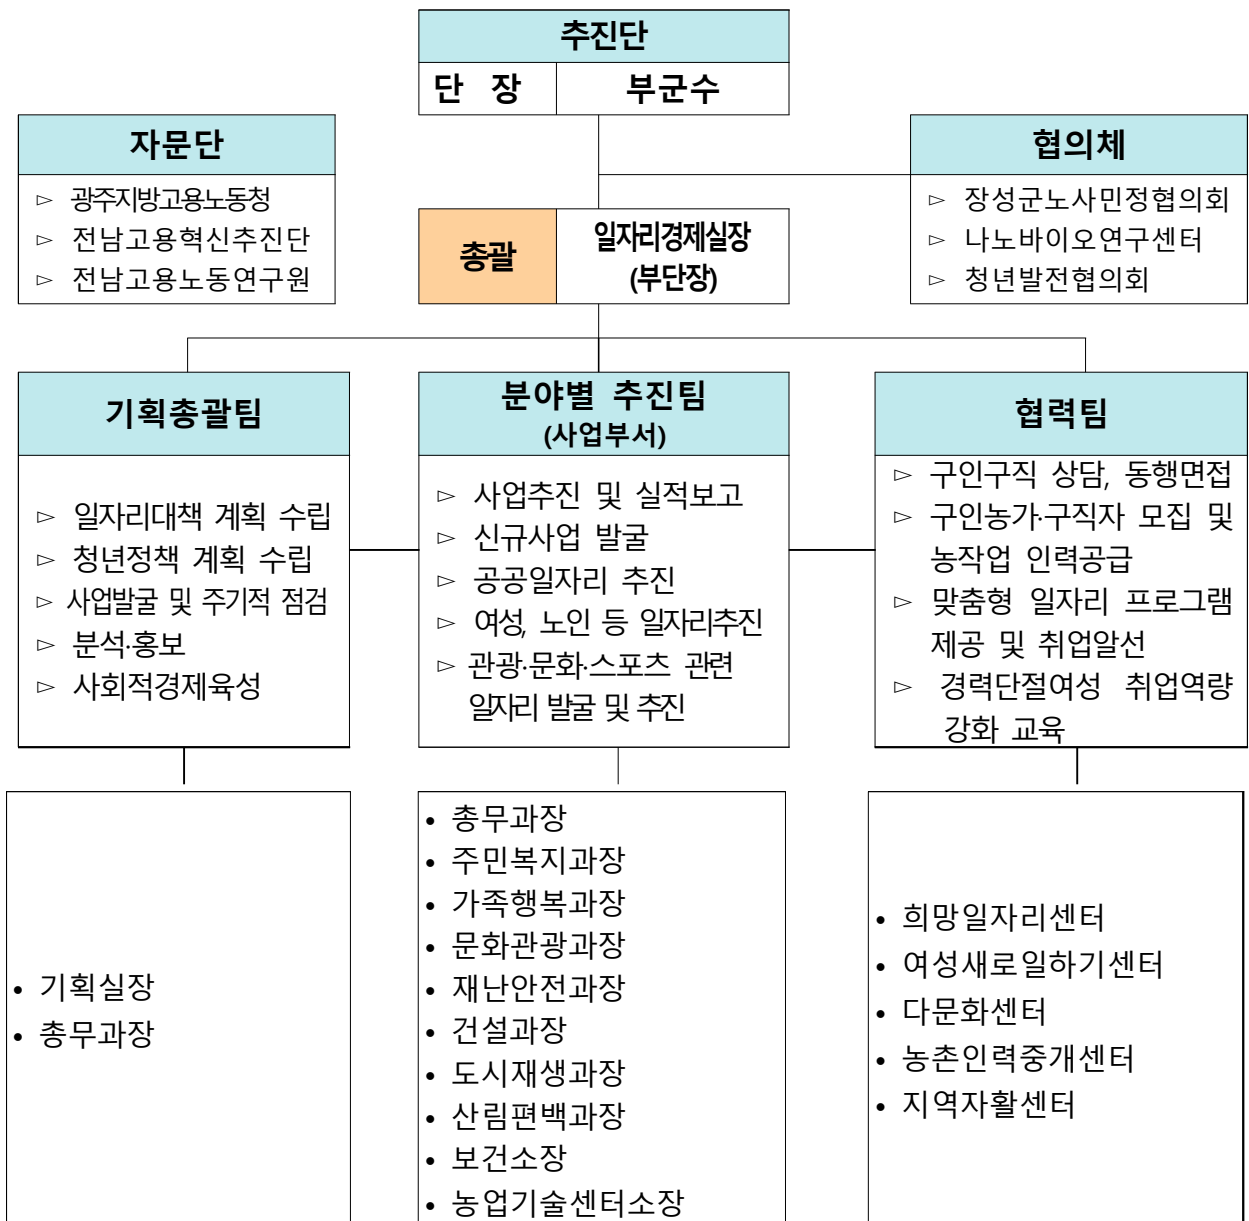 추진단
단 장 부군수
자문단
▻ 광주지방고용노동청
▻ 전남고용혁신추진단
▻ 전남고용노동연구원
협의체
▻ 장성군노사민정협의회
▻ 나노바이오연구센터
▻ 청년발전협의회
총괄
일자리경제실장
(부단장)
기획총괄팀
▻ 일자리대책 계획 수립
▻ 청년정책 계획 수립
▻ 사업발굴 및 주기적 점검
▻ 분석·홍보
▻ 사회적경제육성
분야별 추진팀
(사업부서)
▻ 사업추진 및 실적보고
▻ 신규사업 발굴
▻ 공공일자리 추진
▻ 여성, 노인 등 일자리추진
▻ 관광·문화·스포츠 관련
일자리 발굴 및 추진
협력팀
▻ 구인구직 상담, 동행면접
▻ 구인농가·구직자 모집 및
농작업 인력공급
▻ 맞춤형 일자리 프로그램
제공 및 취업알선
▻ 경력단절여성 취업역량
강화 교육
• 기획실장
• 총무과장
• 총무과장
• 주민복지과장
• 가족행복과장
• 문화관광과장
• 재난안전과장
• 건설과장
• 도시재생과장
• 산림편백과장
• 보건소장
• 농업기술센터소장
• 희망일자리센터
• 여성새로일하기센터
• 다문화센터
• 농촌인력중개센터
• 지역자활센터